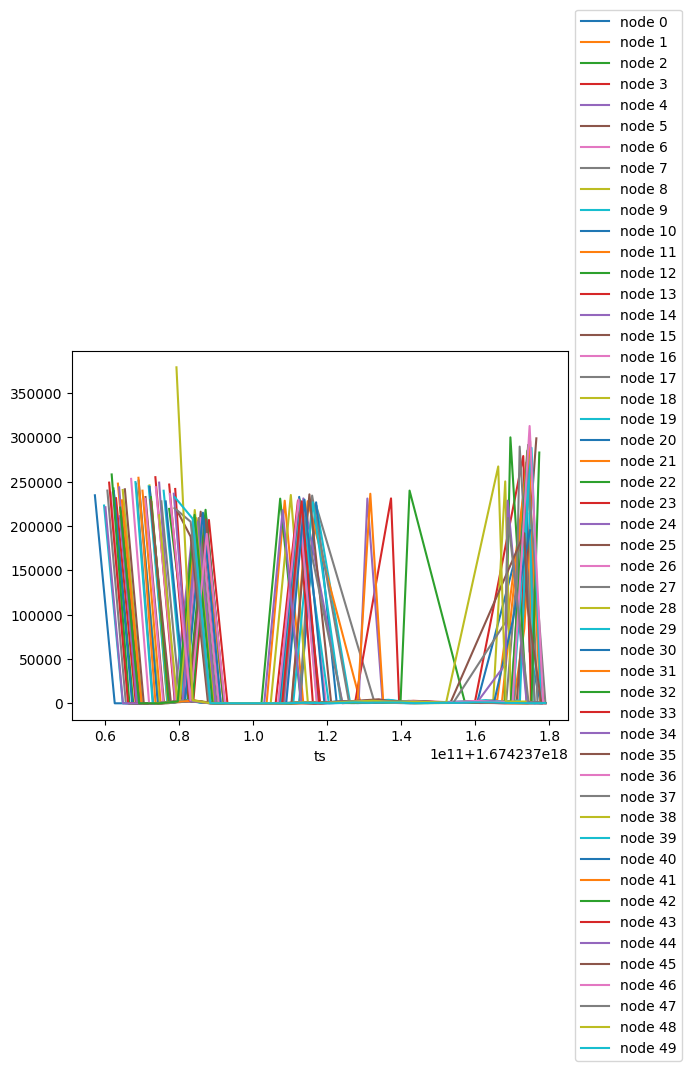 350000
300000
250000
200000
150000
100000
50000
0
0.6 0.8 1.0 1.2 1.4 1.6 1.8
ts
1e11+1.674237e18
node 0
node 1
node 2
node 3
node 4
node 5
node 6
node 7
node 8
node 9
node 10
node 11
node 12
node 13
node 14
node 15
node 16
node 17
node 18
node 19
node 20
node 21
node 22
node 23
node 24
node 25
node 26
node 27
node 28
node 29
node 30
node 31
node 32
node 33
node 34
node 35
node 36
node 37
node 38
node 39
node 40
node 41
node 42
node 43
node 44
node 45
node 46
node 47
node 48
node 49